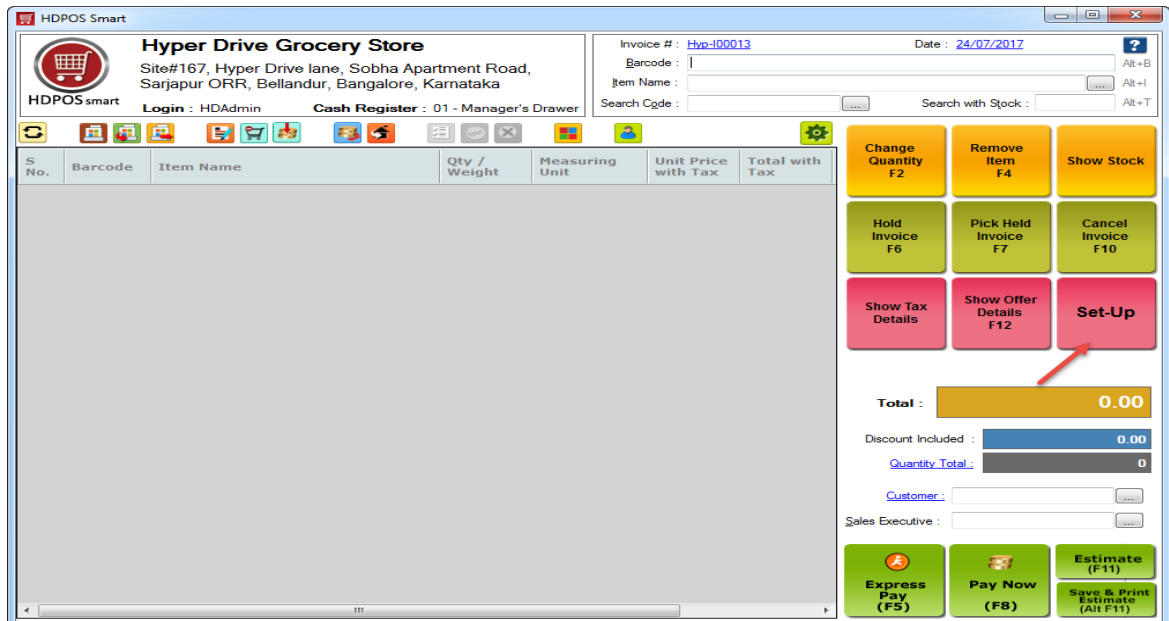 HDPOS Smart
Hyper Drive Grocery Store
Site#167, Hyper Drive lane, Sobha Apartment Road,
Sarjapur ORR, Bellandur, Bangalore, Karnataka
HDPOS smart
Login : HDAdmin Cash Register : 01 - Manager's Drawer
Invoice # : Hyp-I00013 Date : 24/07/2017 ?
Barcode : Alt+B
Item Name : ... Alt+I
Search Code : ... Search with Stock : Alt+T
S No. Barcode Item Name Qty / Weight Measuring Unit Unit Price with Tax Total with Tax
Change
Quantity
F2
Remove
Item
F4
Show Stock
Hold
Invoice
F6
Pick Held
Invoice
F7
Cancel
Invoice
F10
Show Tax
Details
Show Offer
Details
F12
Set-Up
Total : 0.00
Discount Included : 0.00
Quantity Total : 0
Customer : ...
Sales Executive : ...
Express
Pay
(F5)
Pay Now
(F8)
Estimate
(F11)
Save & Print
Estimate
(Alt F11)